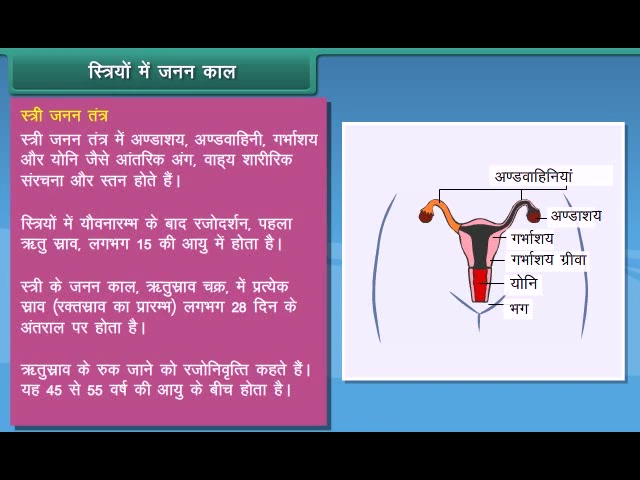 स्त्रियों में जनन काल
स्त्री जनन तंत्र
स्त्री जनन तंत्र में अण्डाशय, अण्डवाहिनी, गर्भाशय
और योनि जैसे आंतरिक अंग, वाह्य शारीरिक
संरचना और स्तन होते हैं।
स्त्रियों में यौवनारम्भ के बाद रजोदर्शन, पहला
ऋतु स्राव, लगभग 15 की आयु में होता है।
स्त्री के जनन काल, ऋतुस्राव चक्र, में प्रत्येक
स्राव (रक्तस्राव का प्रारम्भ) लगभग 28 दिन के
अंतराल पर होता है।
ऋतुस्राव के रुक जाने को रजोनिवृत्ति कहते हैं।
यह 45 से 55 वर्ष की आयु के बीच होता है।
अण्डवाहिनियां
अण्डाशय
गर्भाशय
गर्भाशय ग्रीवा
योनि
भग